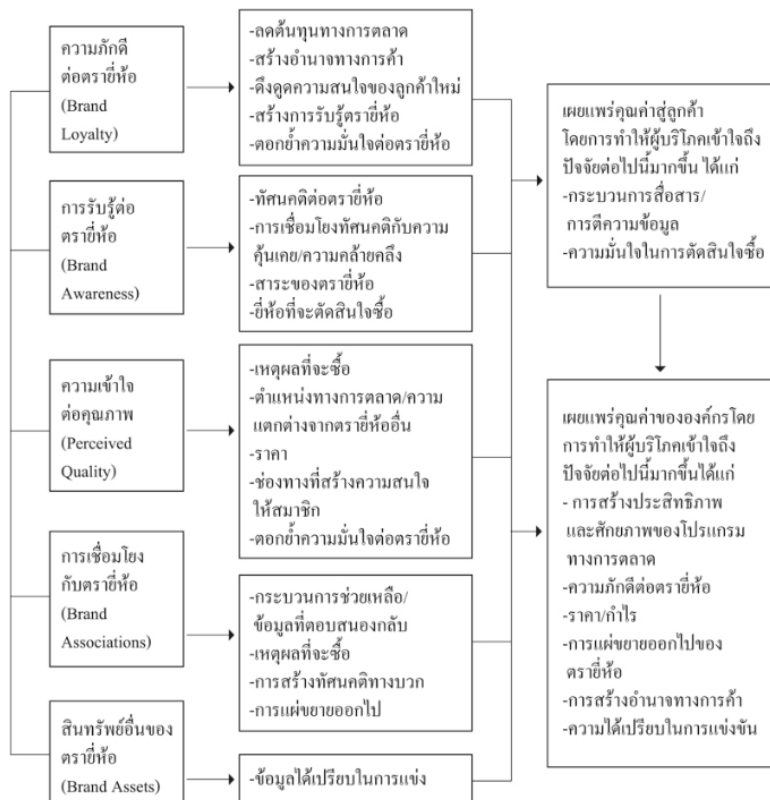 ความภักดี
ต่อตรายี่ห้อ
(Brand
Loyalty)
-ลดต้นทุนทางการตลาด
-สร้างอำนาจทางการค้า
-ดึงดูดความสนใจของลูกค้าใหม่
-สร้างการรับรู้ตรายี่ห้อ
-ตอกย้ำความมั่นใจต่อตรายี่ห้อ
การรับรู้ต่อ
ตรายี่ห้อ
(Brand
Awareness)
-ทัศนคติต่อตรายี่ห้อ
-การเชื่อมโยงทัศนคติกับความ
คุ้นเคย/ความคล้ายคลึง
-สาระของตรายี่ห้อ
-ยี่ห้อที่จะตัดสินใจซื้อ
ความเข้าใจ
ต่อคุณภาพ
(Perceived
Quality)
-เหตุผลที่จะซื้อ
-ตำแหน่งทางการตลาด/ความ
แตกต่างจากตรายี่ห้ออื่น
-ราคา
-ช่องทางที่สร้างความสนใจ
ให้สมาชิก
-ตอกย้ำความมั่นใจต่อตรายี่ห้อ
การเชื่อมโยง
กับตรายี่ห้อ
(Brand
Associations)
-กระบวนการช่วยเหลือ/
ข้อมูลที่ตอบสนองกลับ
-เหตุผลที่จะซื้อ
-การสร้างทัศนคติทางบวก
-การแผ่ขยายออกไป
สินทรัพย์อื่นของ
ตรายี่ห้อ
(Brand Assets)
-ข้อมูลได้เปรียบในการแข่ง
เผยแพร่คุณค่าสู่ลูกค้า
โดยการทำให้ผู้บริโภคเข้าใจถึง
ปัจจัยต่อไปนี้มากขึ้น ได้แก่
-กระบวนการสื่อสาร/
การตีความข้อมูล
-ความมั่นใจในการตัดสินใจซื้อ
เผยแพร่คุณค่าขององค์กรโดย
การทำให้ผู้บริโภคเข้าใจถึง
ปัจจัยต่อไปนี้มากขึ้นได้แก่
- การสร้างประสิทธิภาพ
และศักยภาพของโปรแกรม
ทางการตลาด
-ความภักดีต่อตรายี่ห้อ
-ราคา/กำไร
-การแผ่ขยายออกไปของ
ตรายี่ห้อ
-การสร้างอำนาจทางการค้า
-ความได้เปรียบในการแข่งขัน